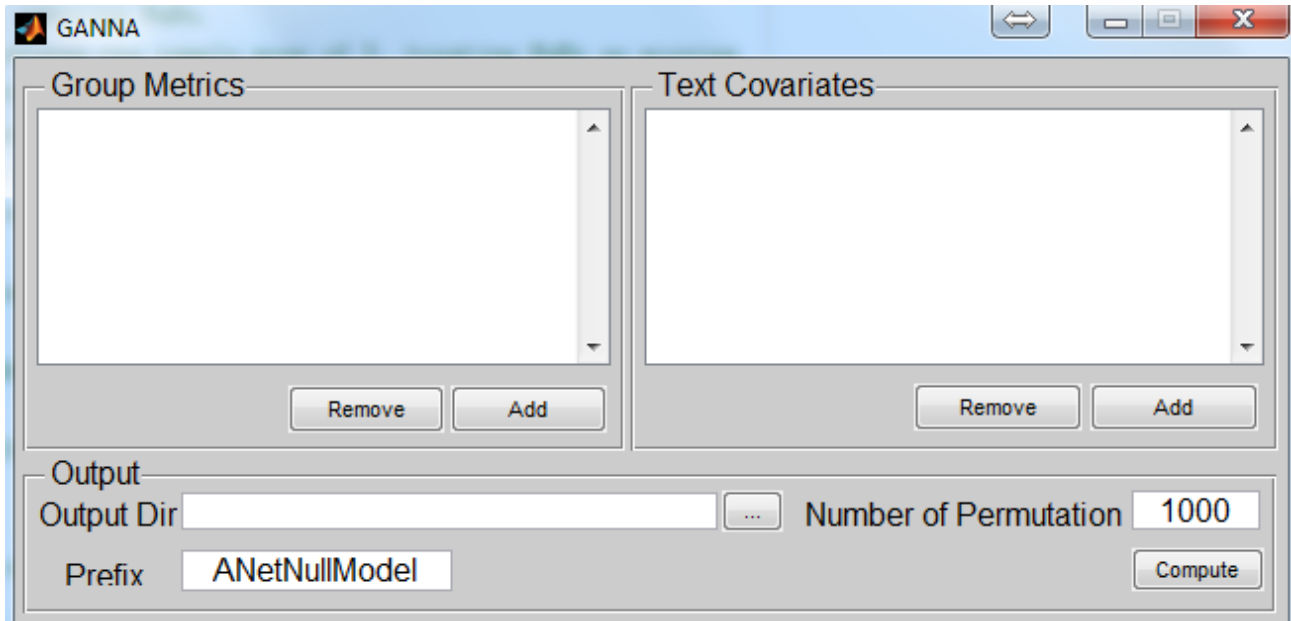 GANNA
Group Metrics
Text Covariates
Remove
Add
Remove
Add
Output
Output Dir
...
Number of Permutation
1000
Prefix
ANetNullModel
Compute